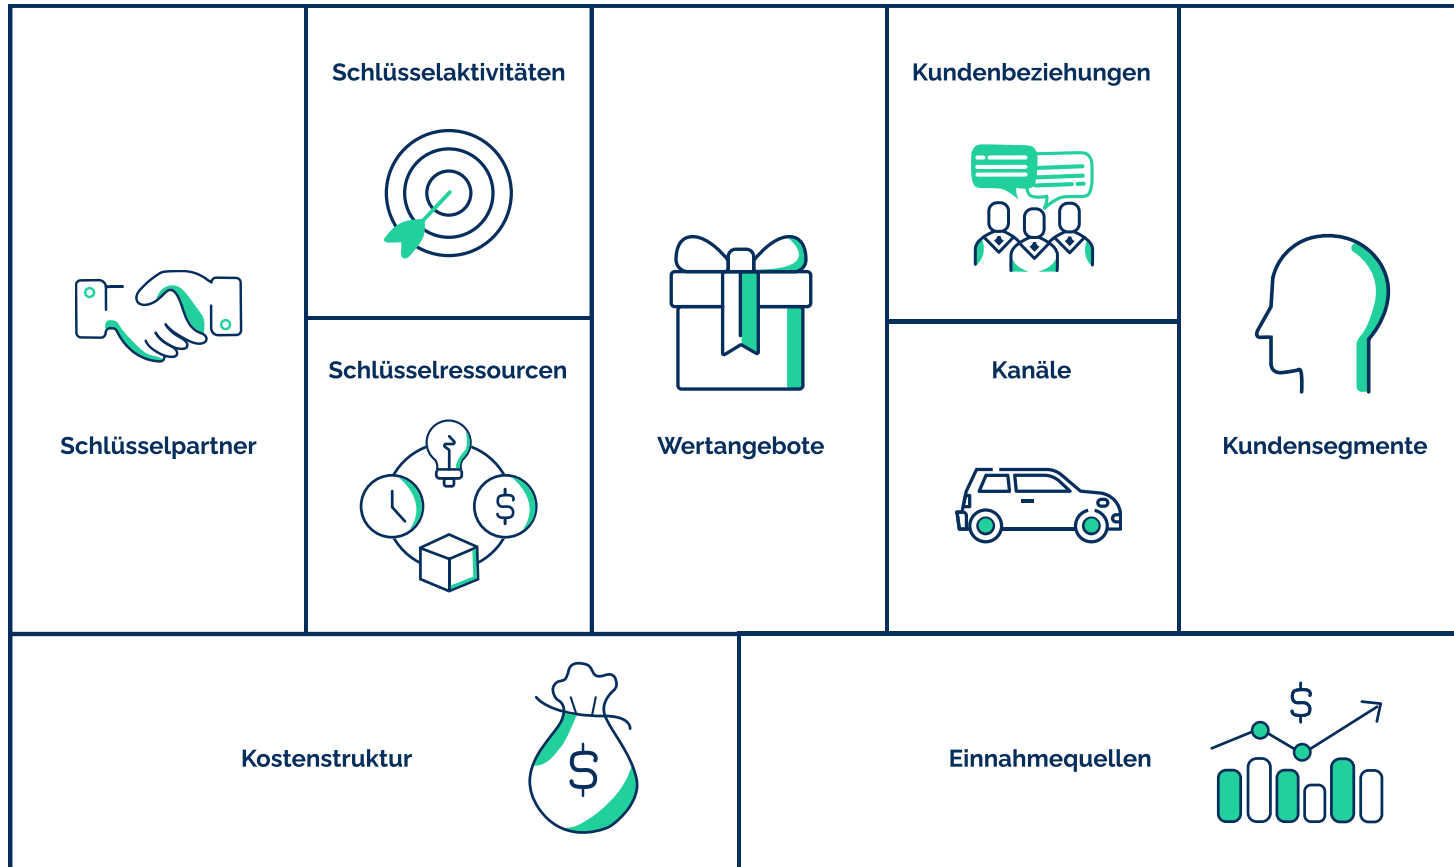 Schlüsselpartner
Schlüsselaktivitäten
Schlüsselressourcen
Wertangebote
Kundenbeziehungen
Kanäle
Kundensegmente
Kostenstruktur
$
Einnahmequellen
$
$